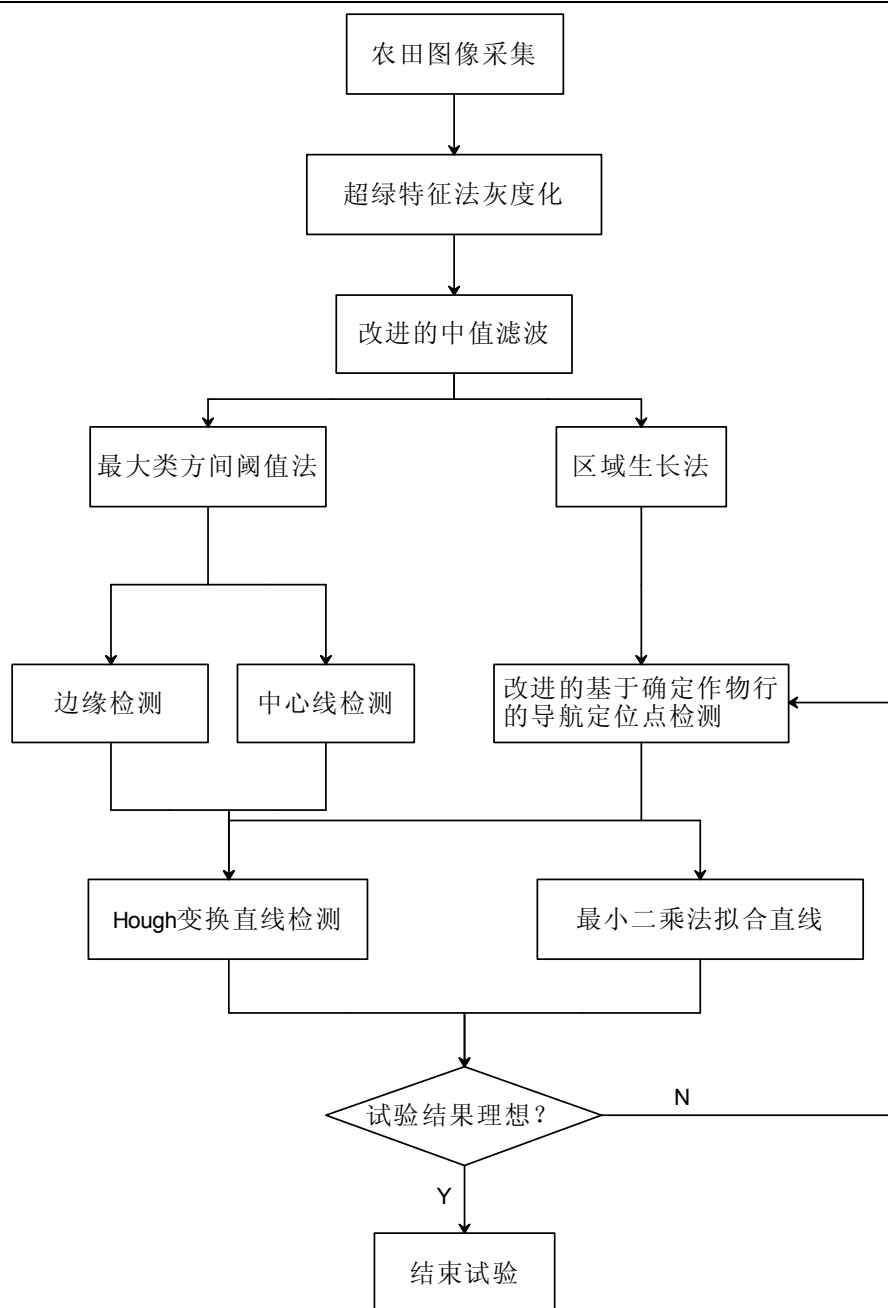 农田图像采集
超绿特征法灰度化
改进的中值滤波
最大类方间阈值法
区域生长法
边缘检测
中心线检测
改进的基于确定作物行
的导航定位点检测
Hough变换直线检测
最小二乘法拟合直线
试验结果理想？
N
Y
结束试验